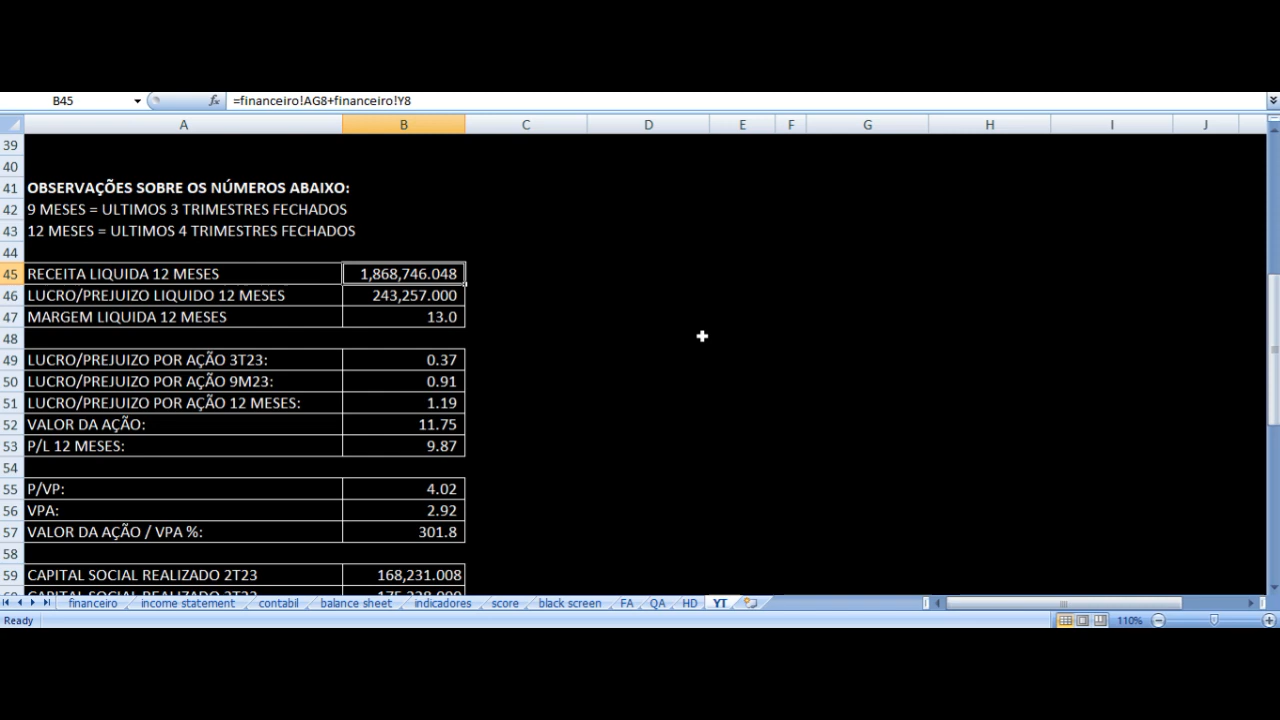 B45 fx =financeiro!AG8+financeiro!Y8
A B C D E F G H I J
39
40
41 OBSERVAÇÕES SOBRE OS NÚMEROS ABAIXO:
42 9 MESES = ULTIMOS 3 TRIMESTRES FECHADOS
43 12 MESES = ULTIMOS 4 TRIMESTRES FECHADOS
44
45 RECEITA LIQUIDA 12 MESES 1,868,746.048
46 LUCRO/PREJUIZO LIQUIDO 12 MESES 243,257.000
47 MARGEM LIQUIDA 12 MESES 13.0
48
49 LUCRO/PREJUIZO POR AÇÃO 3T23: 0.37
50 LUCRO/PREJUIZO POR AÇÃO 9M23: 0.91
51 LUCRO/PREJUIZO POR AÇÃO 12 MESES: 1.19
52 VALOR DA AÇÃO: 11.75
53 P/L 12 MESES: 9.87
54
55 P/VP: 4.02
56 VPA: 2.92
57 VALOR DA AÇÃO / VPA %: 301.8
58
59 CAPITAL SOCIAL REALIZADO 2T23 168,231.008
financeiro income statement contabil balance sheet indicadores score black screen FA QA HD YT
Ready 110%